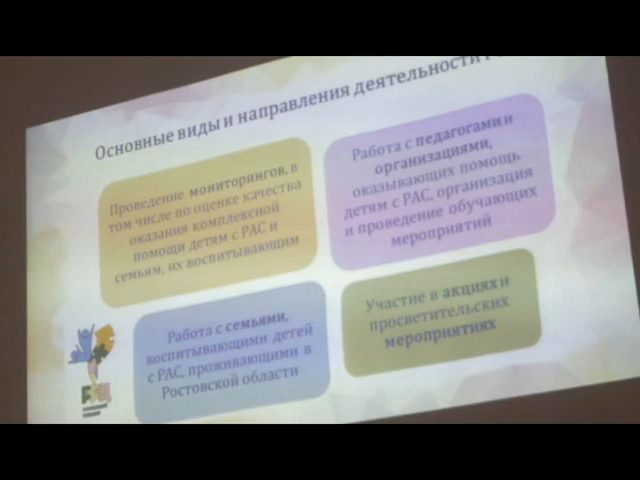 Основные виды и направления деятельности
Проведение мониторингов, в
том числе по оценке качества
оказания комплексной
помощи детям с РАС и
семьям, их воспитывающим
Работа с педагогами и
организациями,
оказывающих помощь
детям с РАС, организация
и проведение обучающих
мероприятий
Работа с семьями,
воспитывающими детей
с РАС, проживающими в
Ростовской области
Участие в акциях и
просветительских
мероприятиях